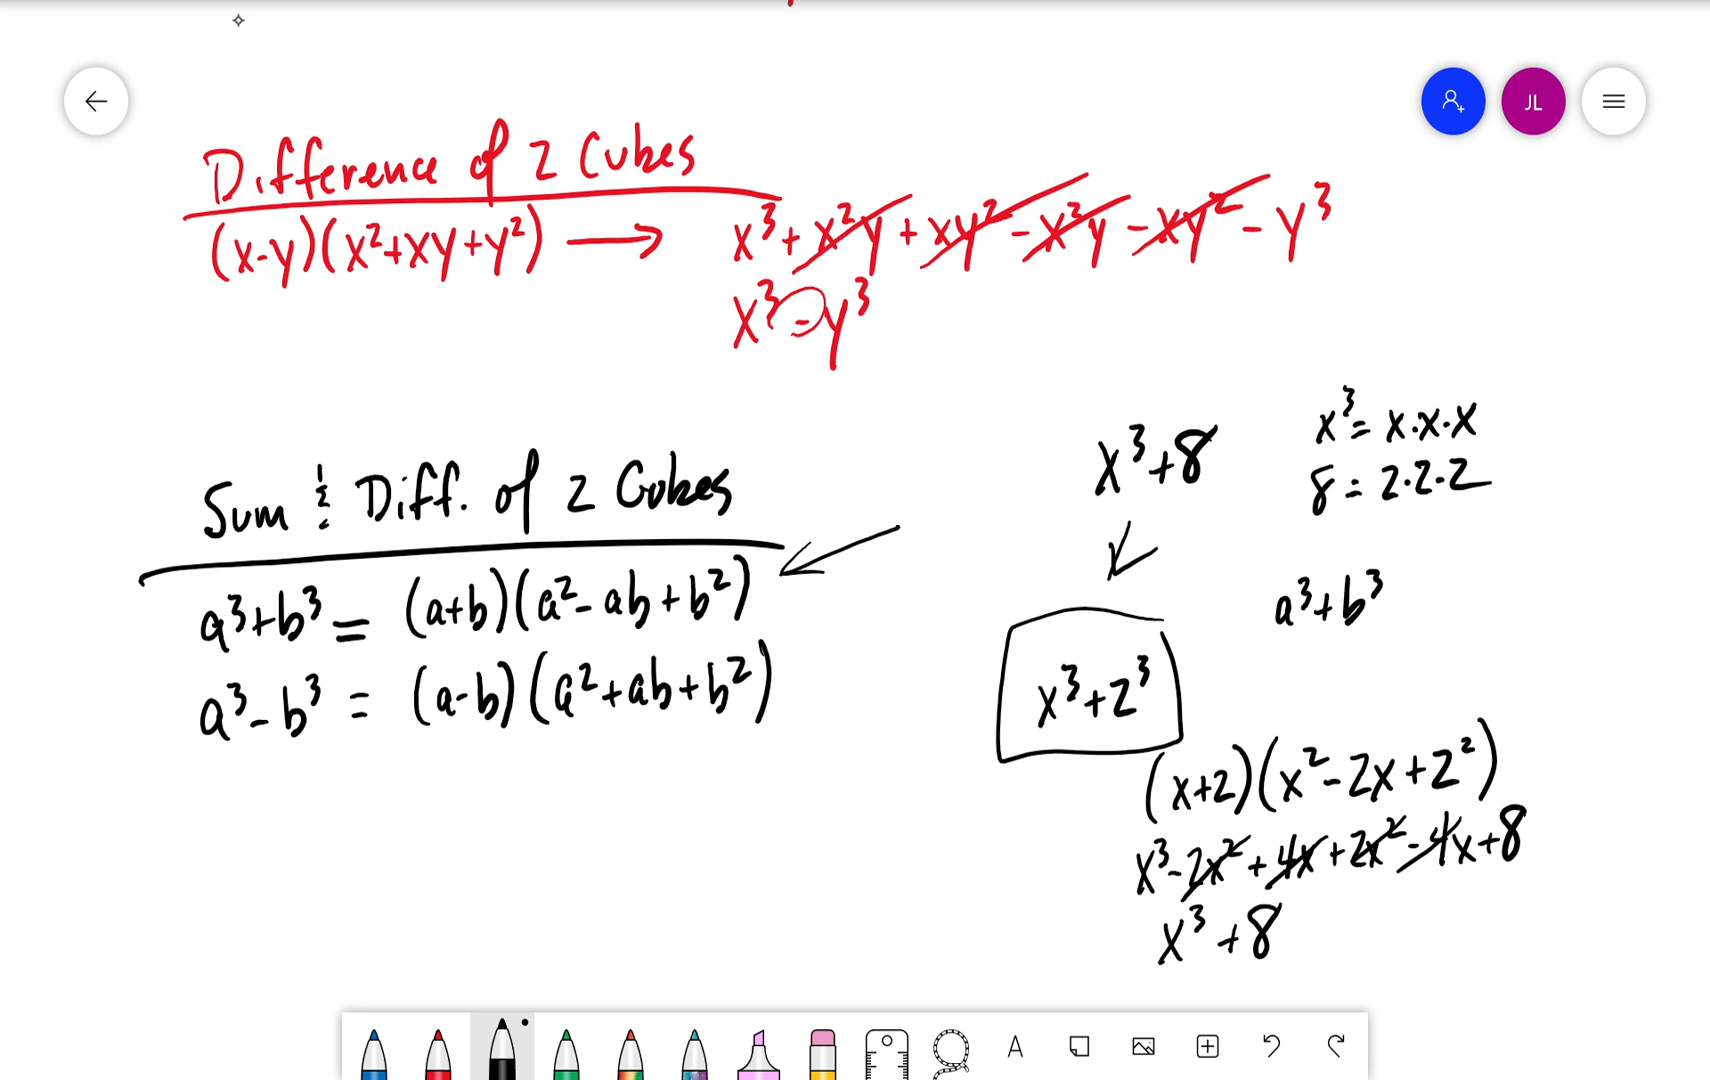 JL
Difference of 2 Cubes
(x-y)(x²+xy+y²) → x³+x²y+xy²-x²y-xy²-y³
x³-y³
Sum & Diff. of 2 Cubes
a³+b³ = (a+b)(a²-ab+b²)
a³-b³ = (a-b)(a²+ab+b²)
x³+8
x³ = x·x·x
8 = 2·2·2
a³+b³
x³+2³
(x+2)(x²-2x+2²)
x³-2x²+4x+2x²-4x+8
x³+8
A